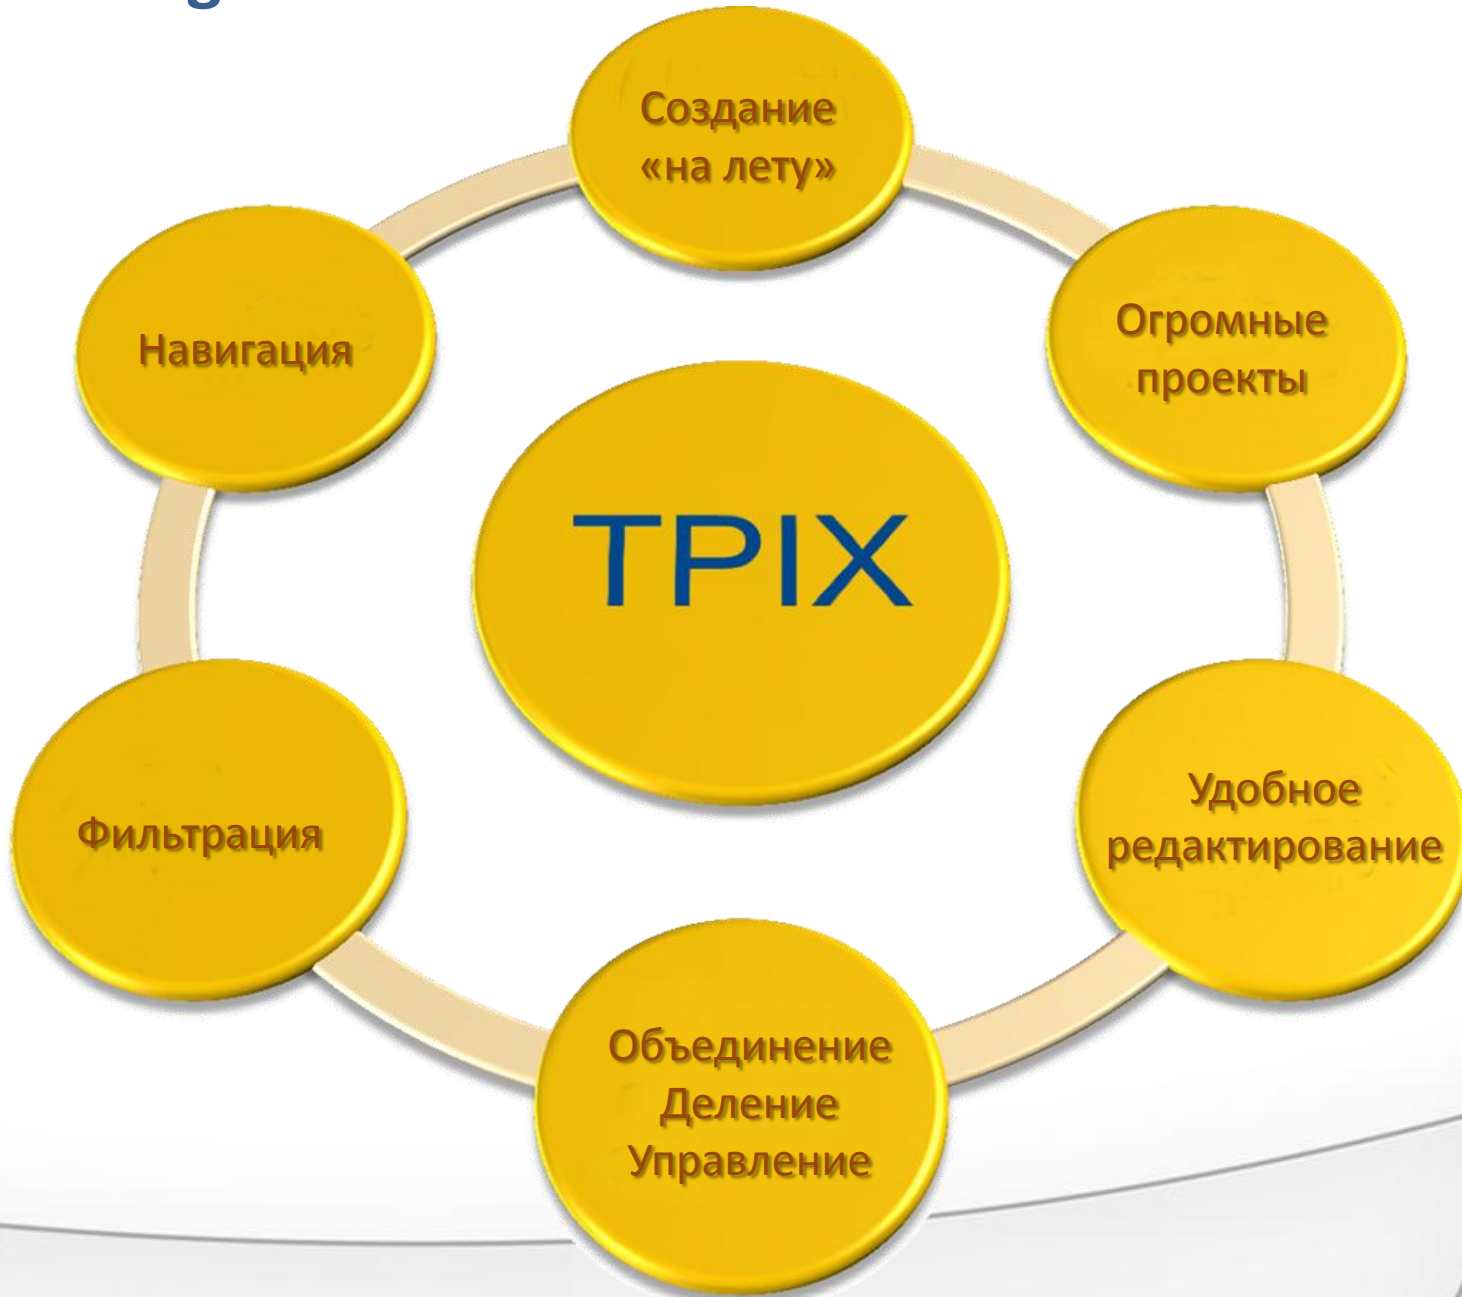 Создание
«на лету»
Огромные
проекты
Навигация
TPIX
Удобное
редактирование
Фильтрация
Объединение
Деление
Управление